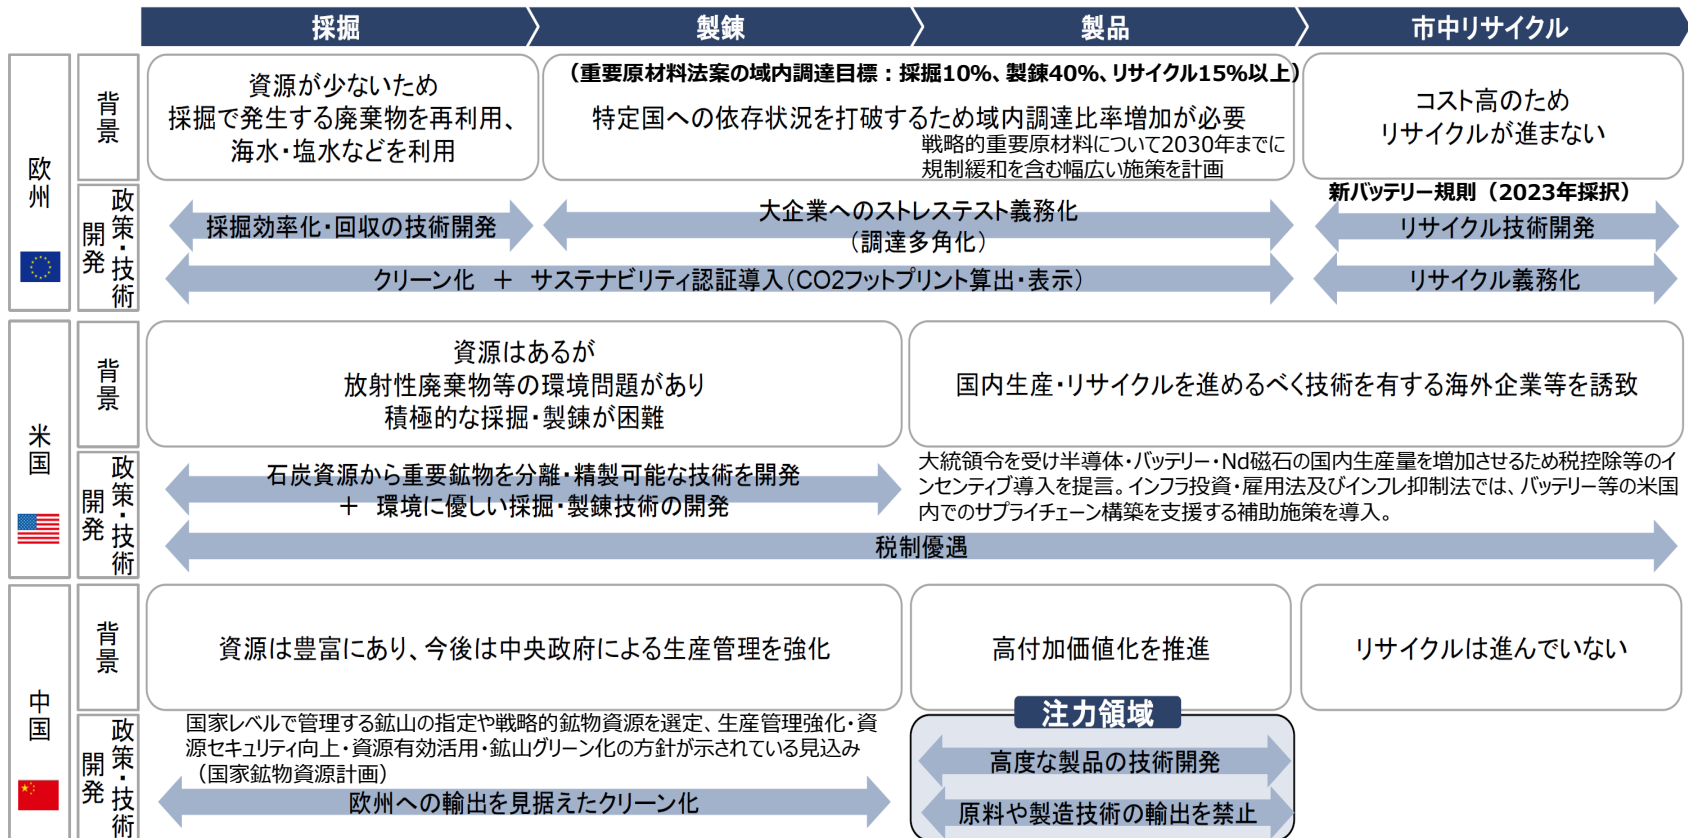 採掘
製錬
製品
市中リサイクル
欧州
背景
資源が少ないため
採掘で発生する廃棄物を再利用、
海水・塩水などを利用
（重要原材料法案の域内調達目標：採掘10%、製錬40%、リサイクル15%以上）
特定国への依存状況を打破するため域内調達比率増加が必要
戦略的重要原材料について2030年までに
規制緩和を含む幅広い施策を計画
コスト高のため
リサイクルが進まない
政策・技術
開発
採掘効率化・回収の技術開発
大企業へのストレステスト義務化
（調達多角化）
新バッテリー規則（2023年採択）
リサイクル技術開発
クリーン化　＋　サステナビリティ認証導入（CO2フットプリント算出・表示）
リサイクル義務化
米国
背景
資源はあるが
放射性廃棄物等の環境問題があり
積極的な採掘・製錬が困難
国内生産・リサイクルを進めるべく技術を有する海外企業等を誘致
政策・技術
開発
石炭資源から重要鉱物を分離・精製可能な技術を開発
＋　環境に優しい採掘・製錬技術の開発
大統領令を受け半導体・バッテリー・Nd磁石の国内生産量を増加させるため税控除等のイ
ンセンティブ導入を提言。インフラ投資・雇用法及びインフレ抑制法では、バッテリー等の米国
内でのサプライチェーン構築を支援する補助施策を導入。
税制優遇
中国
背景
資源は豊富にあり、今後は中央政府による生産管理を強化
高付加価値化を推進
リサイクルは進んでいない
政策・技術
開発
国家レベルで管理する鉱山の指定や戦略的鉱物資源を選定、生産管理強化・資
源セキュリティ向上・資源有効活用・鉱山グリーン化の方針が示されている見込み
（国家鉱物資源計画）
欧州への輸出を見据えたクリーン化
注力領域
高度な製品の技術開発
原料や製造技術の輸出を禁止